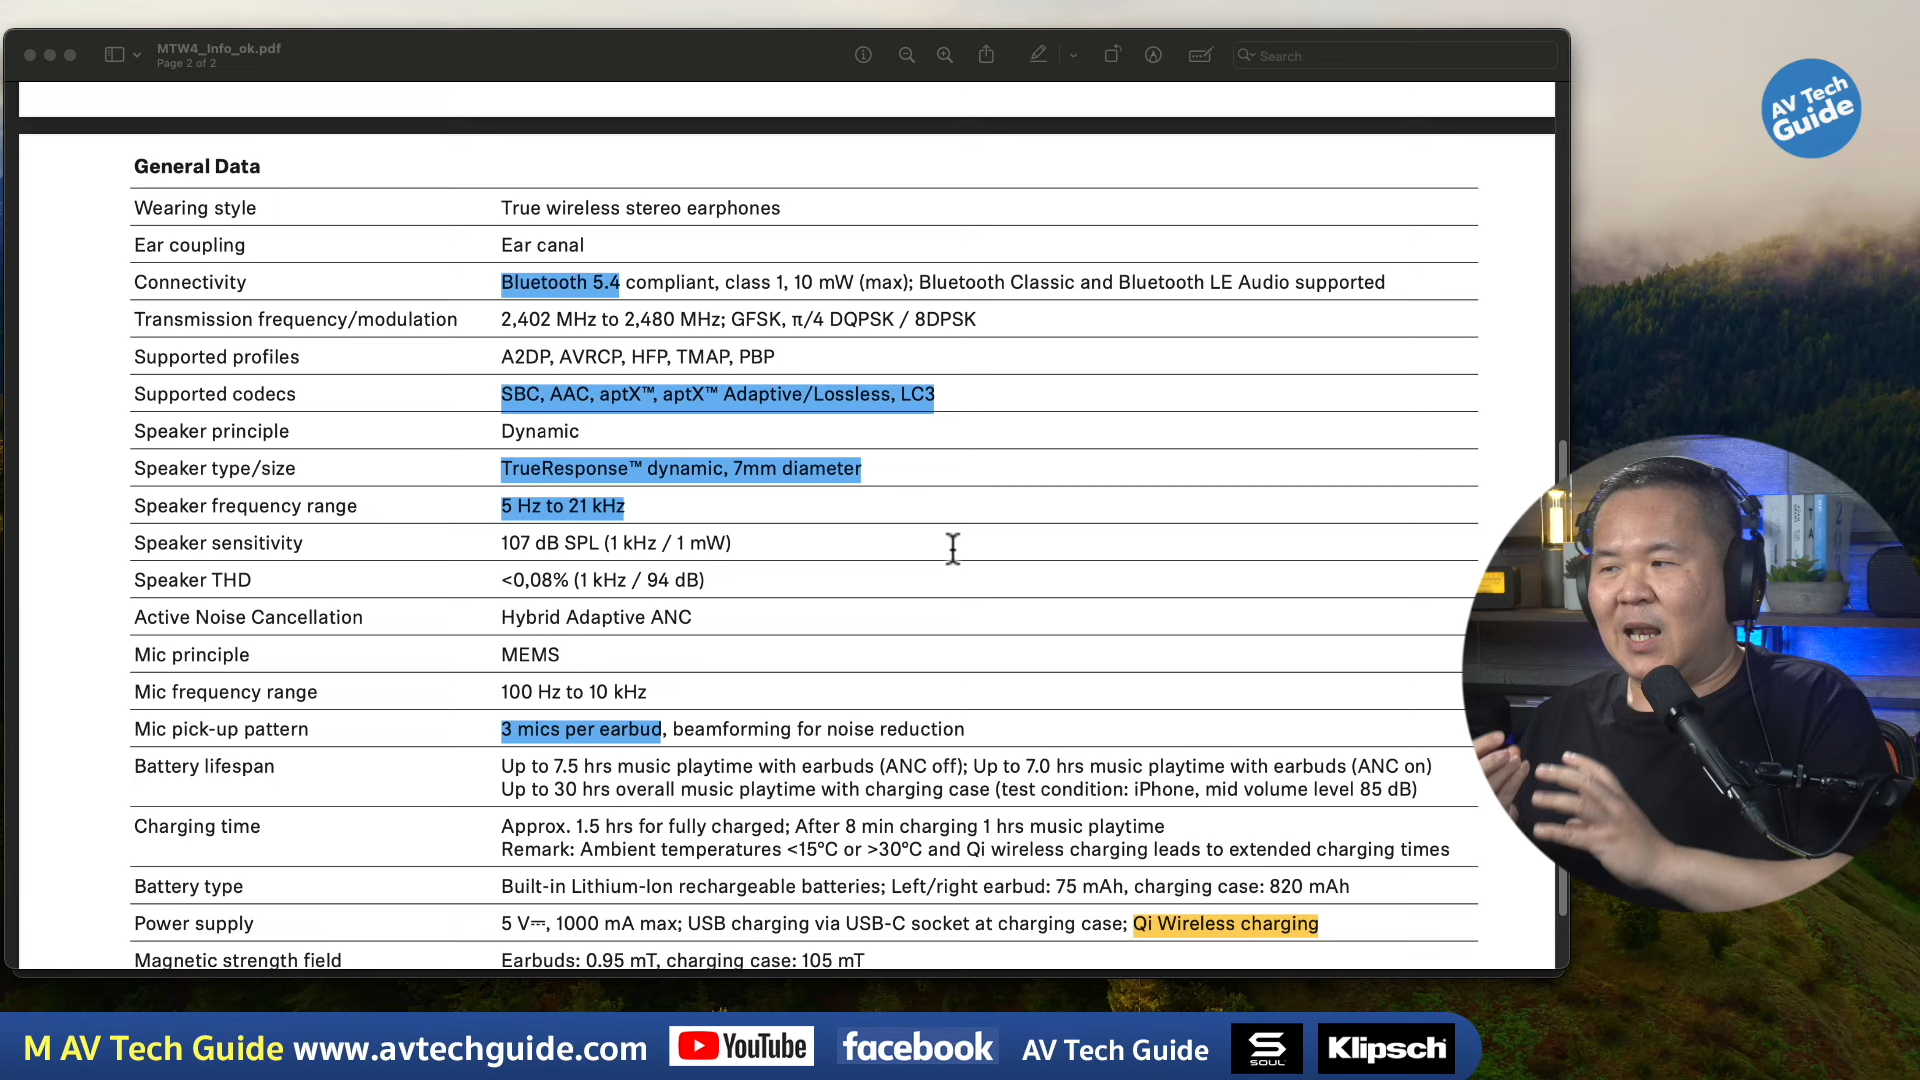 MTW4_Info_ok.pdf
Page 2 of 2
Search
AV Tech
Guide
General Data
Wearing style True wireless stereo earphones
Ear coupling Ear canal
Connectivity Bluetooth 5.4 compliant, class 1, 10 mW (max); Bluetooth Classic and Bluetooth LE Audio supported
Transmission frequency/modulation 2,402 MHz to 2,480 MHz; GFSK, π/4 DQPSK / 8DPSK
Supported profiles A2DP, AVRCP, HFP, TMAP, PBP
Supported codecs SBC, AAC, aptX™, aptX™ Adaptive/Lossless, LC3
Speaker principle Dynamic
Speaker type/size TrueResponse™ dynamic, 7mm diameter
Speaker frequency range 5 Hz to 21 kHz
Speaker sensitivity 107 dB SPL (1 kHz / 1 mW)
Speaker THD <0,08% (1 kHz / 94 dB)
Active Noise Cancellation Hybrid Adaptive ANC
Mic principle MEMS
Mic frequency range 100 Hz to 10 kHz
Mic pick-up pattern 3 mics per earbud, beamforming for noise reduction
Battery lifespan Up to 7.5 hrs music playtime with earbuds (ANC off); Up to 7.0 hrs music playtime with earbuds (ANC on)
Up to 30 hrs overall music playtime with charging case (test condition: iPhone, mid volume level 85 dB)
Charging time Approx. 1.5 hrs for fully charged; After 8 min charging 1 hrs music playtime
Remark: Ambient temperatures <15°C or >30°C and Qi wireless charging leads to extended charging times
Battery type Built-in Lithium-Ion rechargeable batteries; Left/right earbud: 75 mAh, charging case: 820 mAh
Power supply 5 V⎓, 1000 mA max; USB charging via USB-C socket at charging case; Qi Wireless charging
Magnetic strength field Earbuds: 0.95 mT, charging case: 105 mT
M AV Tech Guide www.avtechguide.com YouTube facebook AV Tech Guide SOUL Klipsch